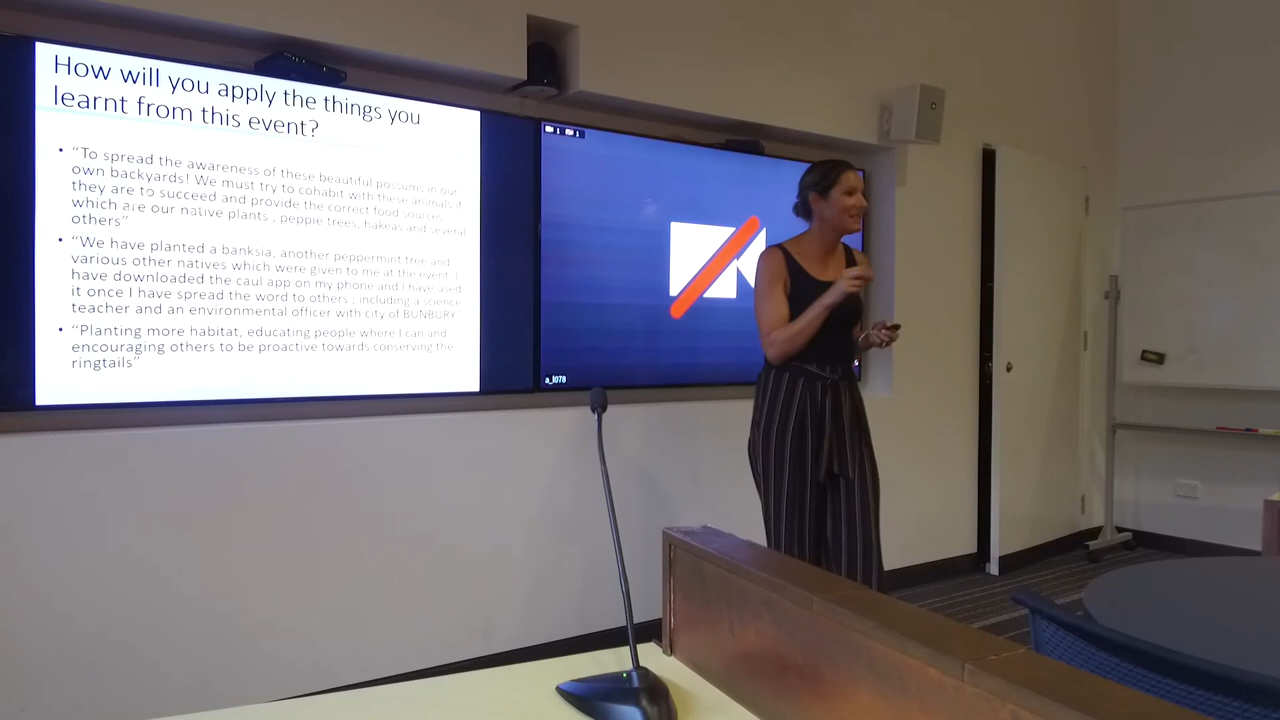 How will you apply the things you
learnt from this event?
• “To spread the awareness of these beautiful possums in our
own backyards! We must try to cohabit with these animals if
they are to succeed and provide the correct food sources
which are our native plants , peppie trees, hakeas and several
others”
• “We have planted a banksia, another peppermint tree and
various other natives which were given to me at the event. I
have downloaded the caul app on my phone and I have used
it once I have spread the word to others , including a science
teacher and an environmental officer with city of BUNBURY”
• “Planting more habitat, educating people where I can and
encouraging others to be proactive towards conserving the
ringtails”
1 1
a_l078